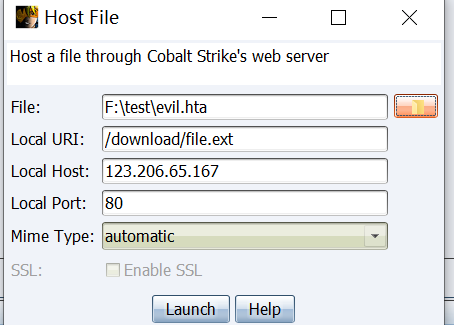 Host File
Host a file through Cobalt Strike's web server
File: F:\test\evil.hta
Local URI: /download/file.ext
Local Host: 123.206.65.167
Local Port: 80
Mime Type: automatic
SSL: Enable SSL
Launch Help